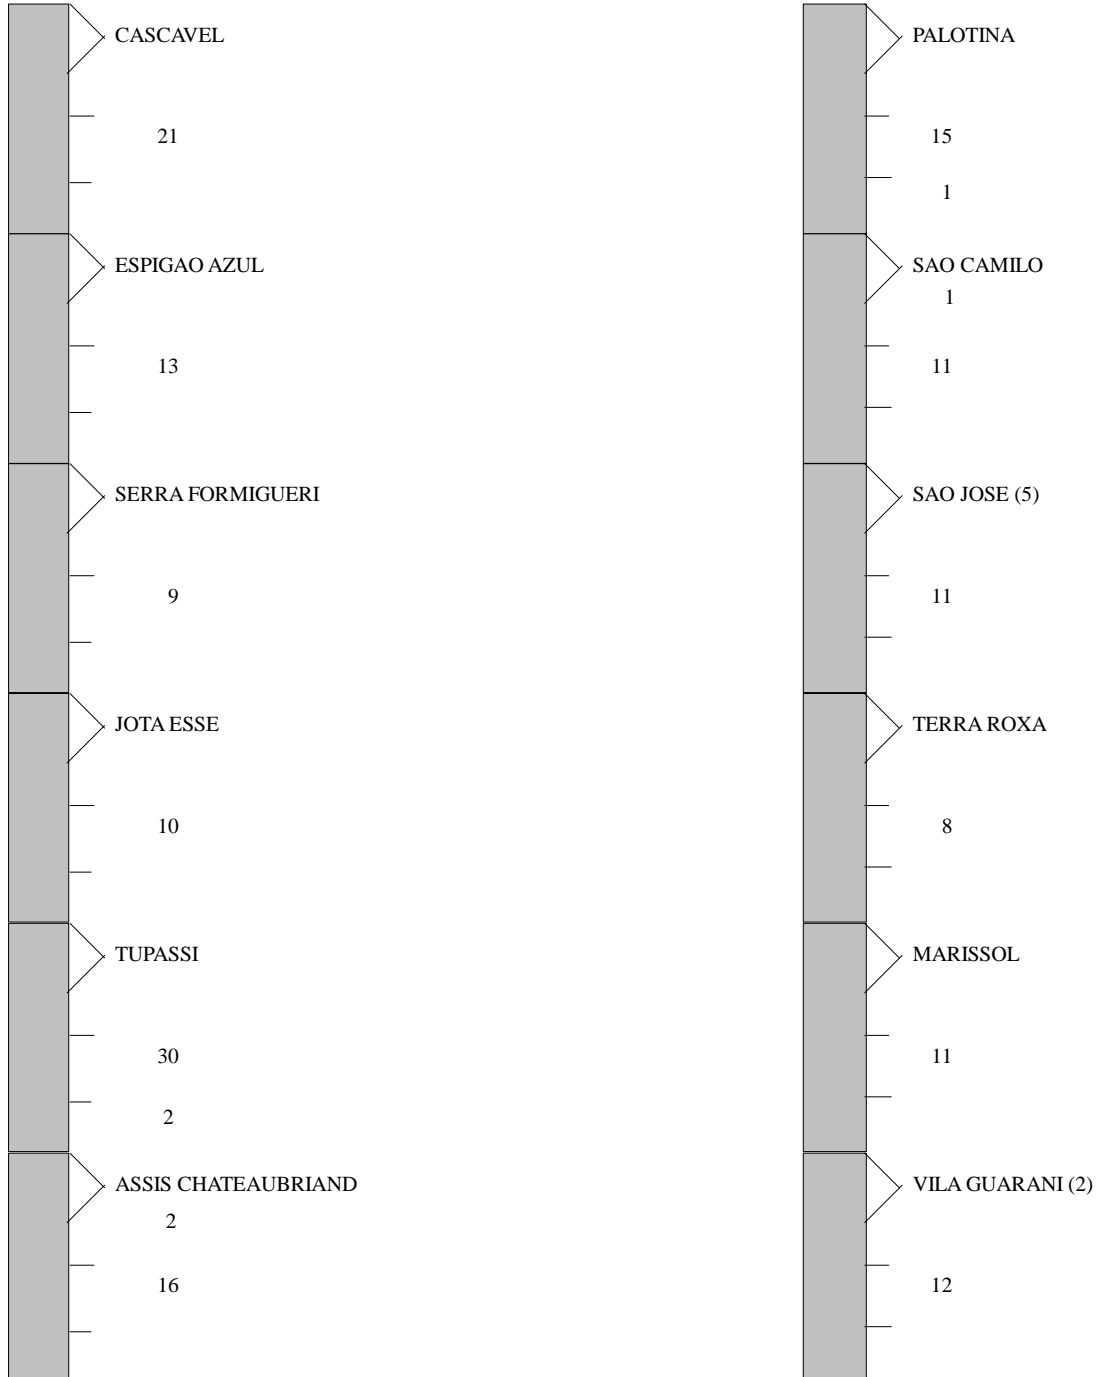 CASCAVEL
21
ESPIGAO AZUL
13
SERRA FORMIGUERI
9
JOTA ESSE
10
TUPASSI
30
2
ASSIS CHATEAUBRIAND
2
16
PALOTINA
15
1
SAO CAMILO
1
11
SAO JOSE (5)
11
TERRA ROXA
8
MARISSOL
11
VILA GUARANI (2)
12